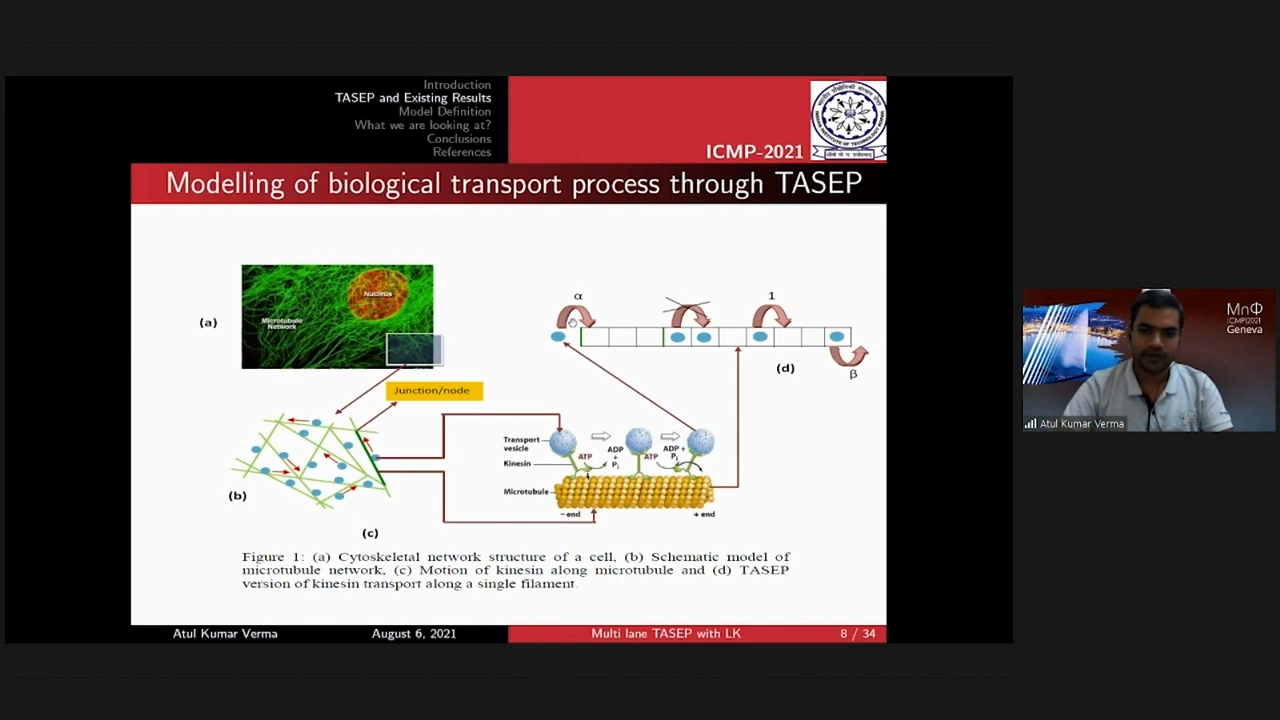 Introduction
TASEP and Existing Results
Model Definition
What we are looking at?
Conclusions
References
ICMP-2021
Modelling of biological transport process through TASEP
(a)
Nucleus
Microtubule
Network
Junction/node
(b)
(c)
α
1
β
(d)
Transport
vesicle
Kinesin
Microtubule
ATP
ADP
+
Pi
ATP
ADP +
Pi
− end
+ end
Figure 1: (a) Cytoskeletal network structure of a cell, (b) Schematic model of
microtubule network, (c) Motion of kinesin along microtubule and (d) TASEP
version of kinesin transport along a single filament.
Atul Kumar Verma
August 6, 2021
Multi lane TASEP with LK
8 / 34
MnΦ
ICMP2021
Geneva
Atul Kumar Verma